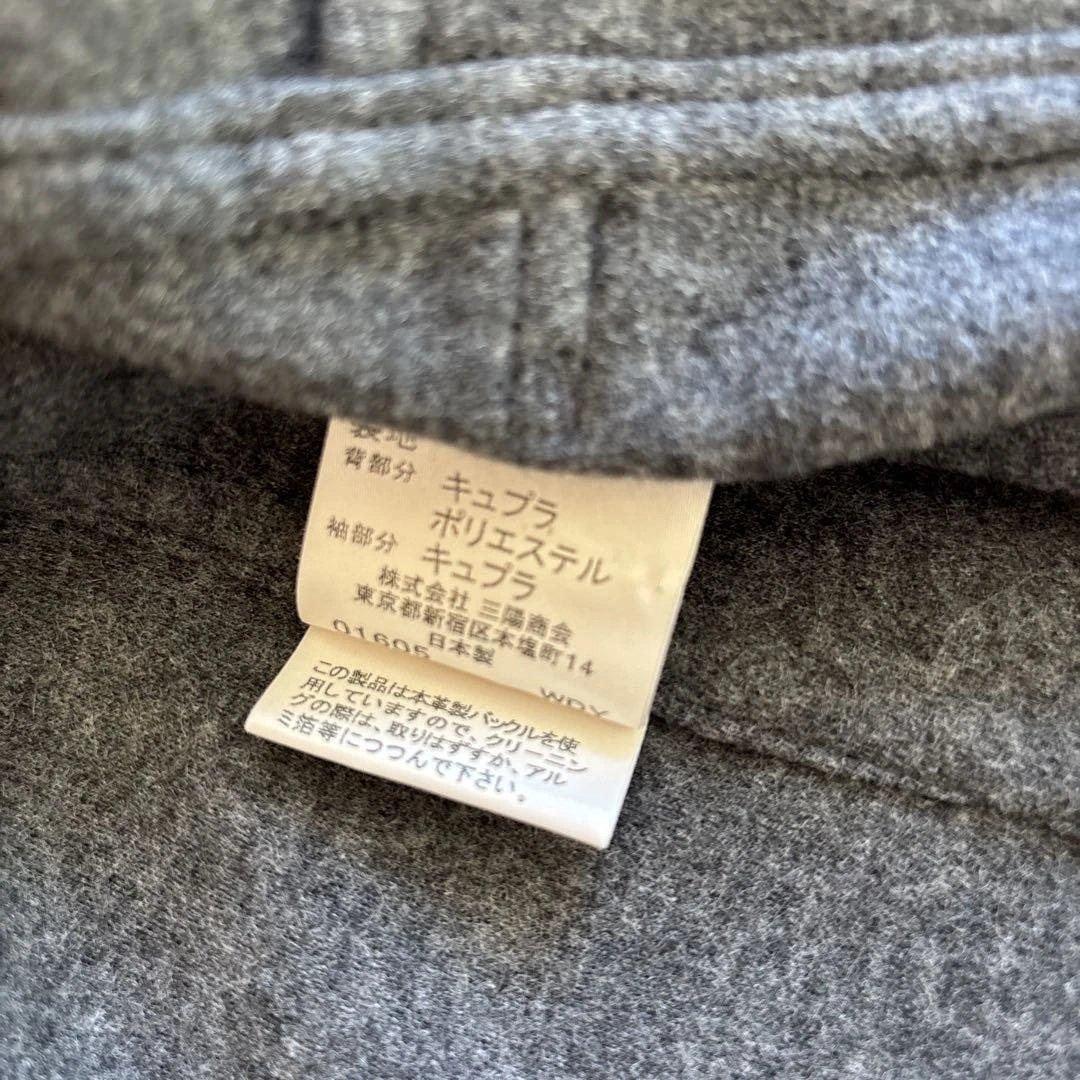 表地
背部分 キュプラ
ポリエステル
袖部分 キュプラ
株式会社 三陽商会
東京都新宿区本塩町14
日本製
01605
WDX
この製品は本革製バックルを使
用していますので、クリーニン
グの際は、取りはずすか、アル
ミ箔等につつんで下さい。